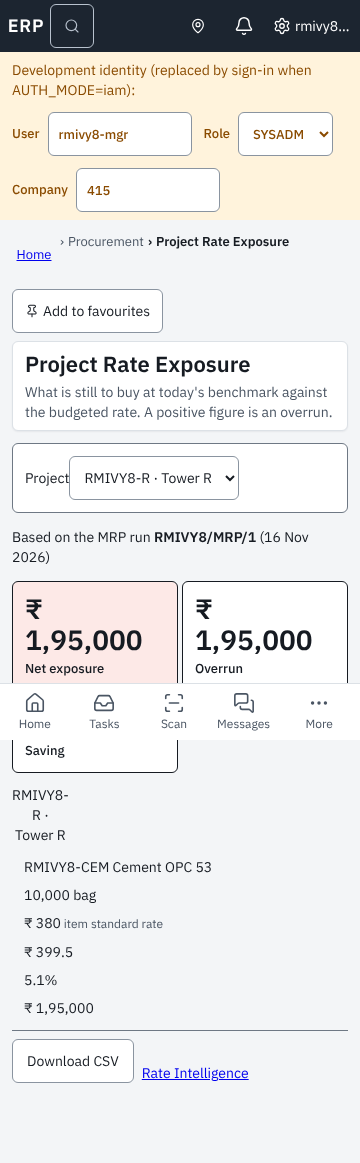 ERP
rmivy8...
Development identity (replaced by sign-in when
AUTH_MODE=iam):
User rmivy8-mgr Role SYSADM
Company 415
Home › Procurement › Project Rate Exposure
Add to favourites
Project Rate Exposure
What is still to buy at today's benchmark against
the budgeted rate. A positive figure is an overrun.
Project RMIVY8-R · Tower R
Based on the MRP run RMIVY8/MRP/1 (16 Nov
2026)
₹ 1,95,000
Net exposure
₹ 1,95,000
Overrun
Home Tasks Scan Messages More
Saving
RMIVY8-
R ·
Tower R
RMIVY8-CEM Cement OPC 53
10,000 bag
₹ 380 item standard rate
₹ 399.5
5.1%
₹ 1,95,000
Download CSV Rate Intelligence